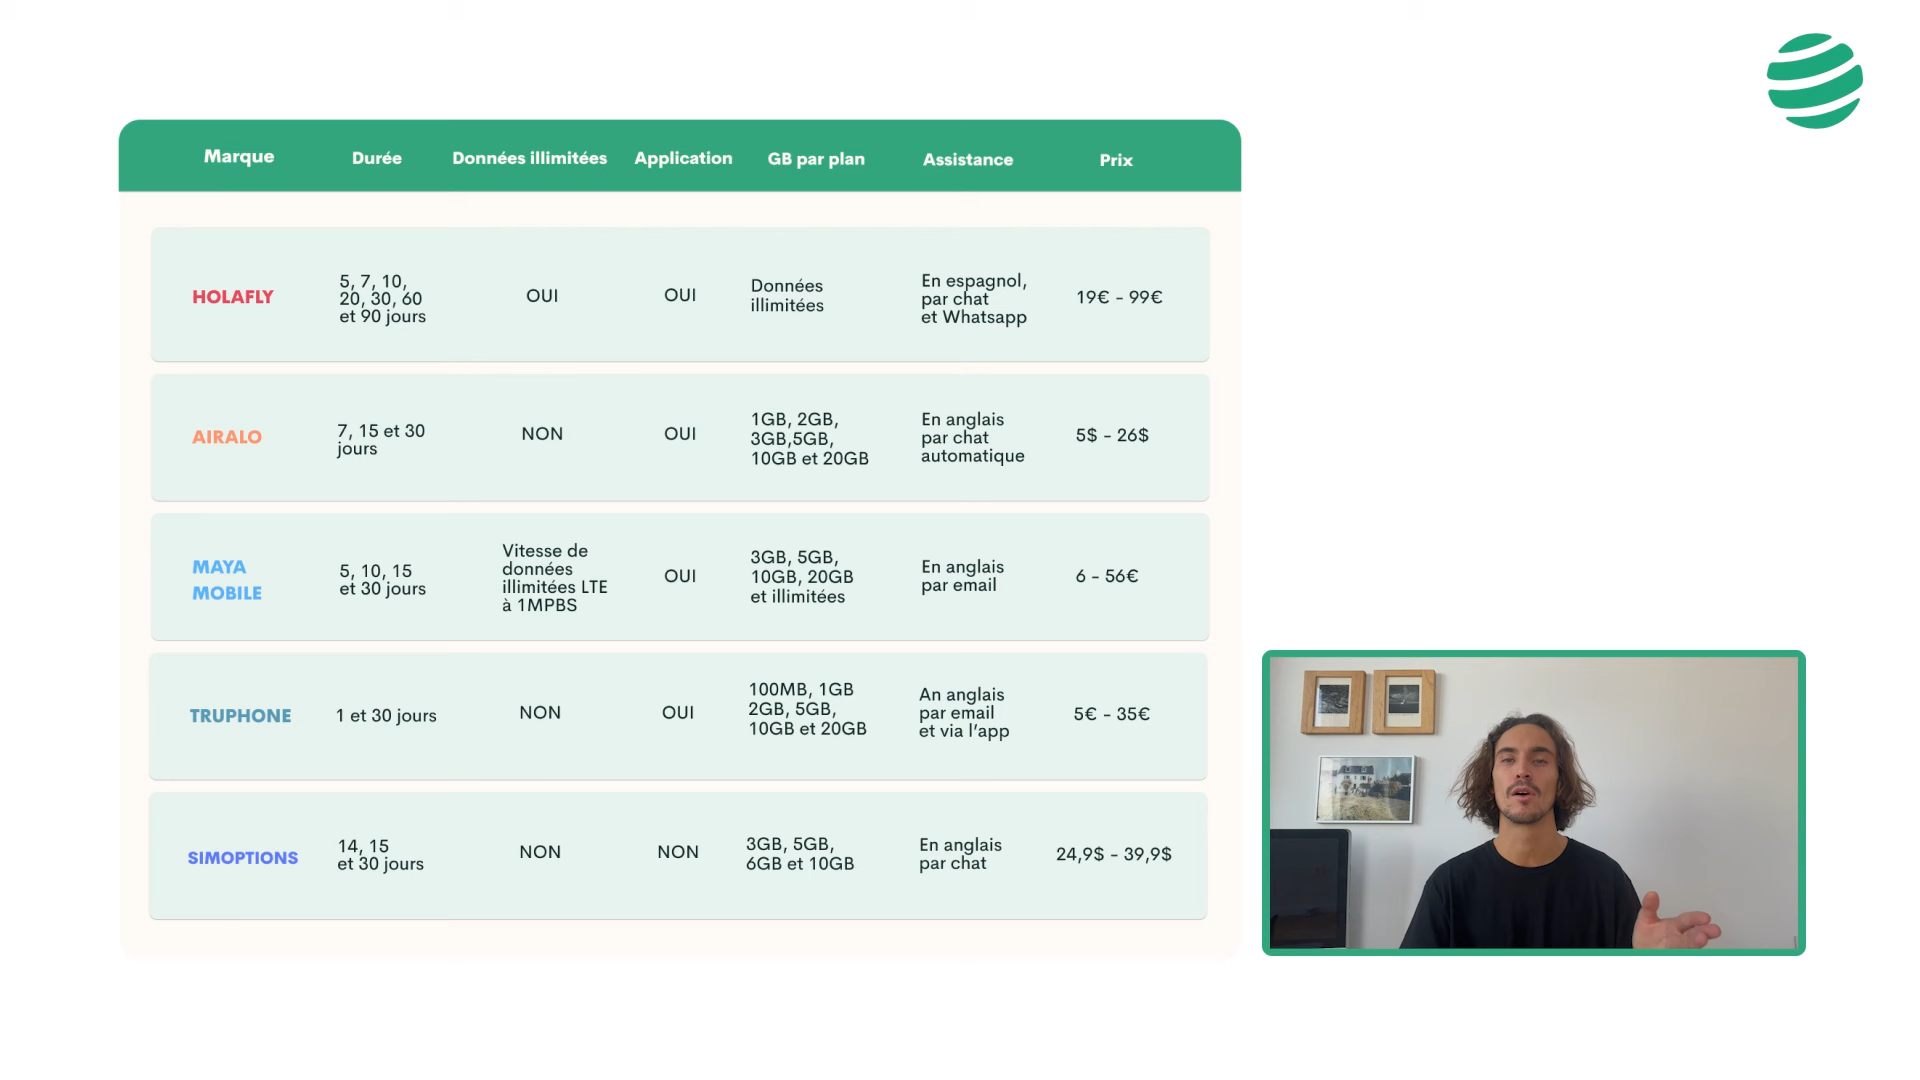 Marque Durée Données illimitées Application GB par plan Assistance Prix
HOLAFLY
5, 7, 10,
20, 30, 60
et 90 jours
OUI
OUI
Données
illimitées
En espagnol,
par chat
et Whatsapp
19€ - 99€
AIRALO
7, 15 et 30
jours
NON
OUI
1GB, 2GB,
3GB,5GB,
10GB et 20GB
En anglais
par chat
automatique
5$ - 26$
MAYA
MOBILE
5, 10, 15
et 30 jours
Vitesse de
données
illimitées LTE
à 1MPBS
OUI
3GB, 5GB,
10GB, 20GB
et illimitées
En anglais
par email
6 - 56€
TRUPHONE
1 et 30 jours
NON
OUI
100MB, 1GB
2GB, 5GB,
10GB et 20GB
An anglais
par email
et via l'app
5€ - 35€
SIMOPTIONS
14, 15
et 30 jours
NON
NON
3GB, 5GB,
6GB et 10GB
En anglais
par chat
24,9$ - 39,9$